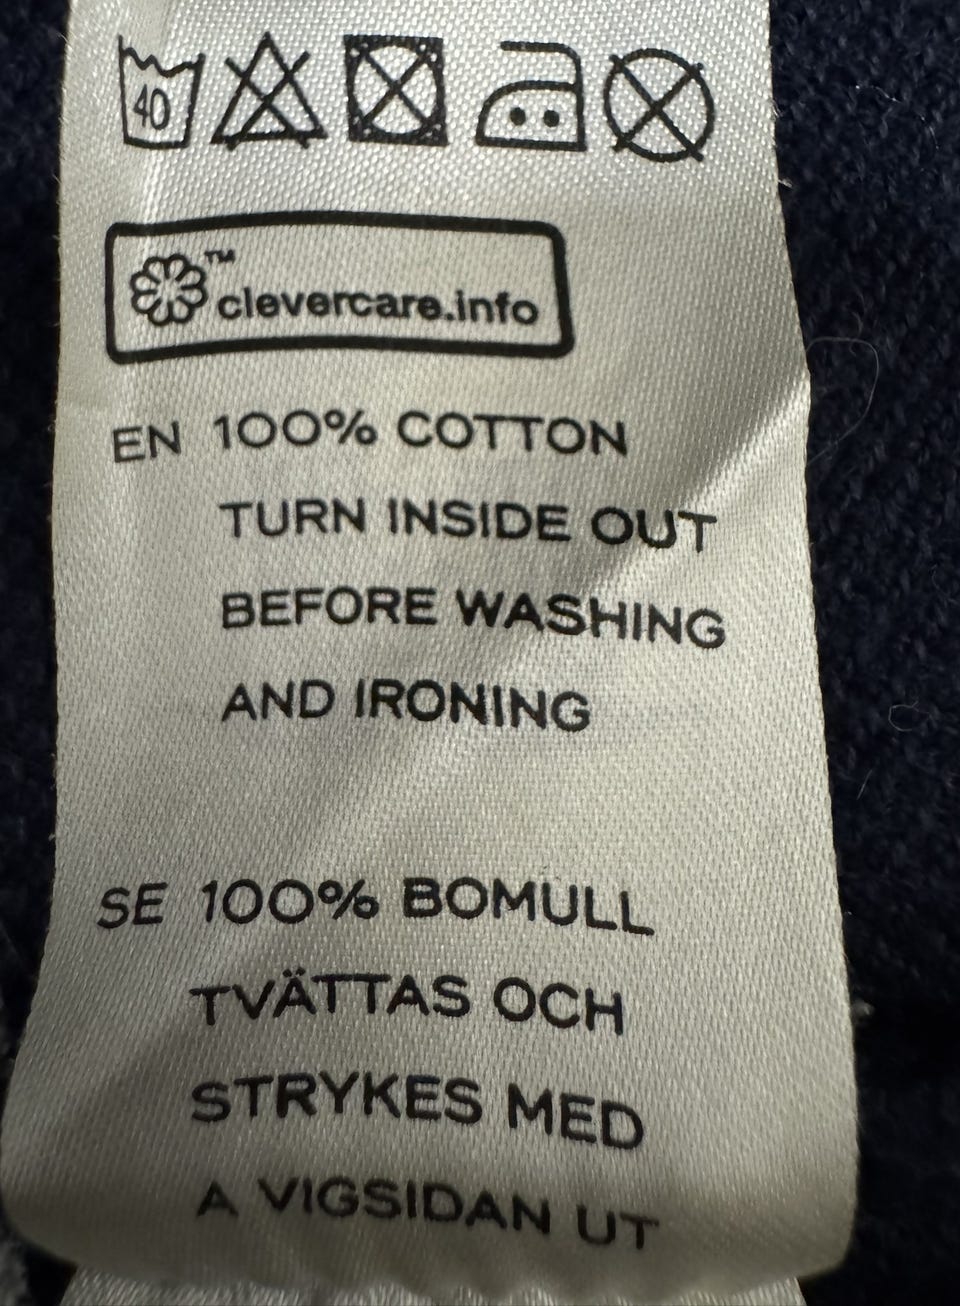 40
™
clevercare.info
EN 100% COTTON
TURN INSIDE OUT
BEFORE WASHING
AND IRONING
SE 100% BOMULL
TVÄTTAS OCH
STRYKES MED
A VIGSIDAN UT